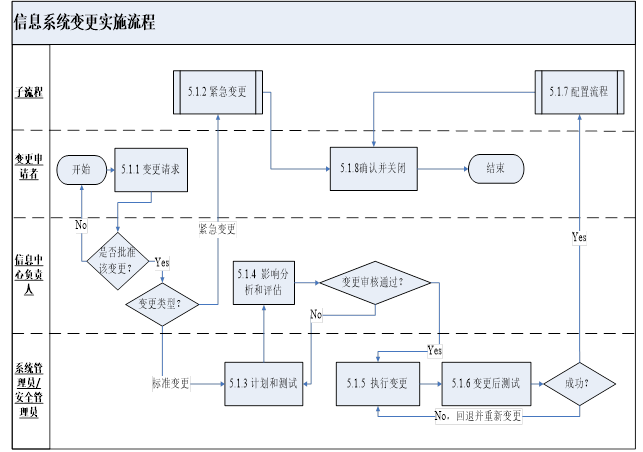 信息系统变更实施流程
子流程
5.1.2 紧急变更
5.1.7 配置流程
变更申
请者
开始
5.1.1 变更请求
5.1.8确认并关闭
结束
No
紧急变更
Yes
信息中
心负责
人
是否批准
该变更?
Yes
变更类型?
5.1.4 影响分
析和评估
变更审核通过?
No
Yes
系统管
理员/
安全管
理员
标准变更
5.1.3 计划和测试
5.1.5 执行变更
5.1.6 变更后测试
成功?
No，回退并重新变更